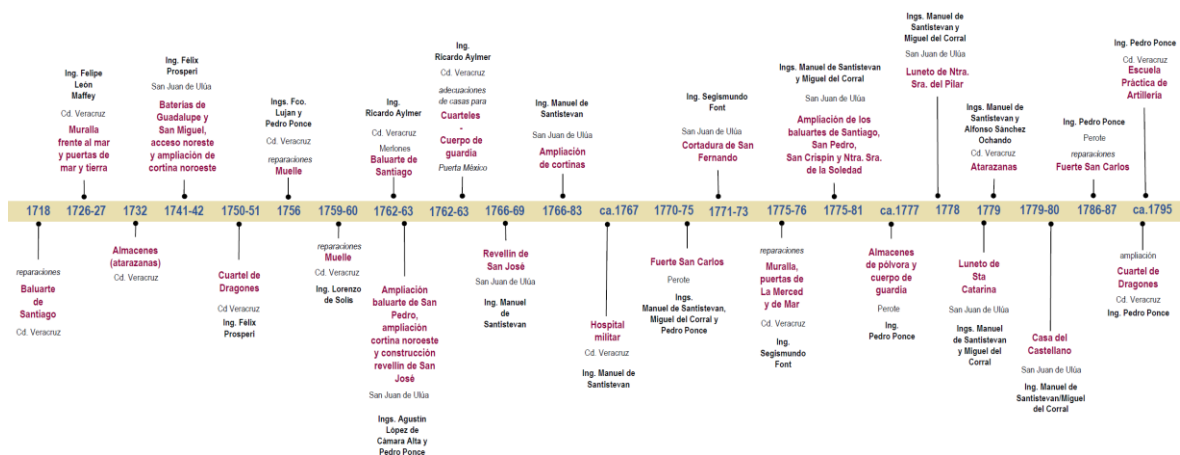 Ing. Felipe
León
Maffey
Cd. Veracruz
Muralla
frente al mar
y puertas de
mar y tierra
Ing. Félix
Prosperi
San Juan de Ulúa
Baterías de
Guadalupe y
San Miguel,
acceso noreste
y ampliación de
cortina noroeste
Ings. Fco.
Lujan y
Pedro Ponce
Cd. Veracruz
reparaciones
Muelle
Ing.
Ricardo Aylmer
Cd. Veracruz
Merlones
Baluarte de
Santiago
Ing.
Ricardo Aylmer
Cd. Veracruz
adecuaciones
de casas para
Cuarteles
-
Cuerpo de
guardia
Puerta México
Ing. Manuel de
Santistevan
San Juan de Ulúa
Ampliación
de cortinas
Ing.
Segismundo
Font
San Juan de Ulúa
Cortadura de San
Fernando
Ings. Manuel de Santistevan
y Miguel del Corral
San Juan de Ulúa
Ampliación de los
baluartes de Santiago,
San Pedro,
San Crispín y Ntra. Sra.
de la Soledad
Ings. Manuel de
Santistevan y
Miguel del Corral
San Juan de Ulúa
Luneto de Ntra.
Sra. del Pilar
Ings. Manuel de
Santistevan y
Alfonso Sánchez
Ochando
Cd. Veracruz
Atarazanas
Ing. Pedro Ponce
Perote
reparaciones
Fuerte San Carlos
Ing. Pedro Ponce
Cd. Veracruz
Escuela
Pràctica de
Artillería
1718 1726-27 1732 1741-42 1750-51 1756 1759-60 1762-63 1762-63 1766-69 1766-83 ca.1767 1770-75 1771-73 1775-76 1775-81 ca.1777 1778 1779 1779-80 1786-87 ca.1795
reparaciones
Baluarte
de
Santiago
Cd. Veracruz
Almacenes
(atarazanas)
Cd. Veracruz
Cuartel de
Dragones
Cd Veracruz
Ing. Félix
Prosperi
reparaciones
Muelle
Cd. Veracruz
Ing. Lorenzo
de Solís
Ampliación
baluarte de San
Pedro,
ampliación
cortina noroeste
y construcción
revellín de San
José
San Juan de Ulúa
Ings. Agustín
López de
Cámara Alta y
Pedro Ponce
Revellín de
San José
San Juan de Ulúa
Ing. Manuel
de
Santistevan
Hospital
militar
Cd. Veracruz
Ing. Manuel de
Santistevan
Fuerte San Carlos
Perote
Ings.
Manuel de Santistevan,
Miguel del Corral y
Pedro Ponce
reparaciones
Muralla,
puertas de
La Merced
y de Mar
Cd. Veracruz
Ing.
Segismundo
Font
Almacenes
de pólvora y
cuerpo de
guardia
Perote
Ing.
Pedro Ponce
Luneto de
Sta
Catarina
San Juan de Ulúa
Ings. Manuel
de Santistevan
y Miguel del
Corral
Casa del
Castellano
San Juan de Ulúa
Ing. Manuel de
Santistevan/Miguel
del Corral
ampliación
Cuartel de
Dragones
Cd. Veracruz
Ing. Pedro Ponce